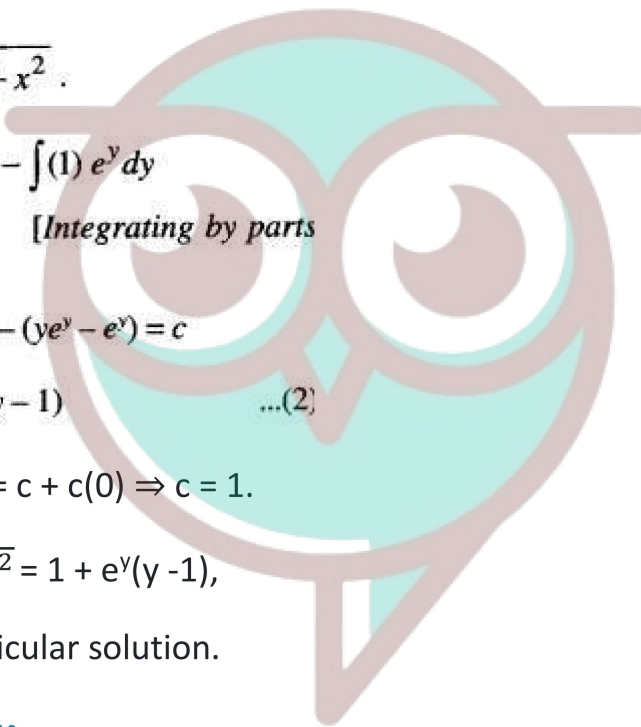 - x² .
– ∫(1) eʸ dy
[Integrating by parts
– (yeʸ – eʸ) = c
– 1) ...(2)
= c + c(0) ⇒ c = 1.
² = 1 + eʸ(y -1),
icular solution.